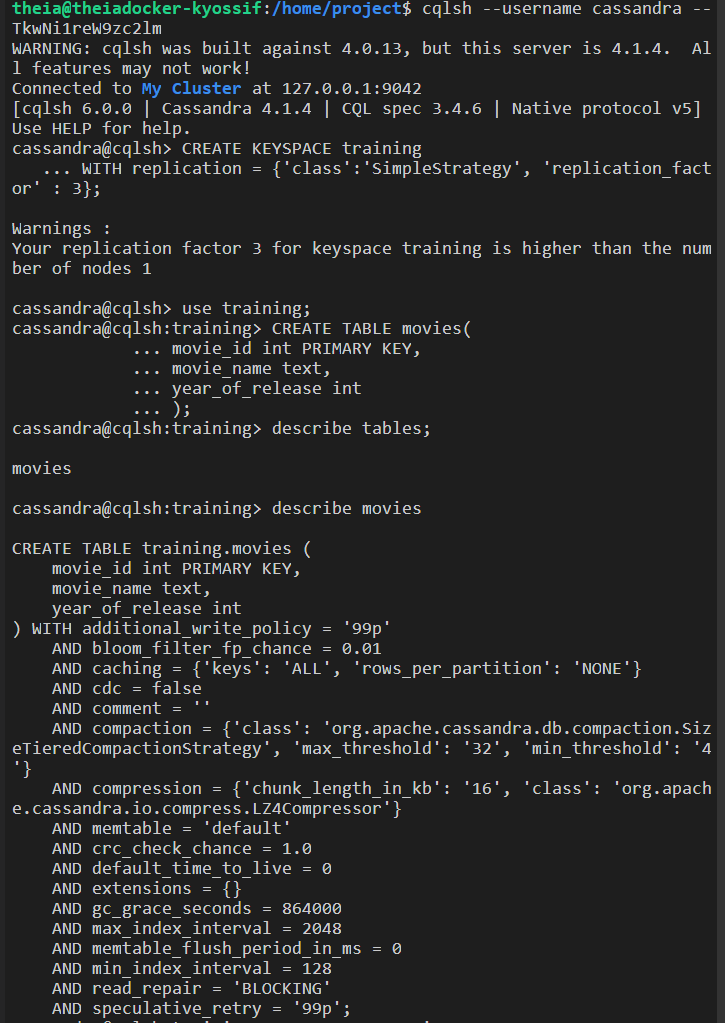 theia@theiadocker-kyossif:/home/project$ cqlsh --username cassandra --
TkwNi1reW9zc2lm
WARNING: cqlsh was built against 4.0.13, but this server is 4.1.4.  Al
l features may not work!
Connected to My Cluster at 127.0.0.1:9042
[cqlsh 6.0.0 | Cassandra 4.1.4 | CQL spec 3.4.6 | Native protocol v5]
Use HELP for help.
cassandra@cqlsh> CREATE KEYSPACE training
   ... WITH replication = {'class':'SimpleStrategy', 'replication_fact
or' : 3};

Warnings :
Your replication factor 3 for keyspace training is higher than the num
ber of nodes 1

cassandra@cqlsh> use training;
cassandra@cqlsh:training> CREATE TABLE movies(
            ... movie_id int PRIMARY KEY,
            ... movie_name text,
            ... year_of_release int
            ... );
cassandra@cqlsh:training> describe tables;

movies

cassandra@cqlsh:training> describe movies

CREATE TABLE training.movies (
    movie_id int PRIMARY KEY,
    movie_name text,
    year_of_release int
) WITH additional_write_policy = '99p'
    AND bloom_filter_fp_chance = 0.01
    AND caching = {'keys': 'ALL', 'rows_per_partition': 'NONE'}
    AND cdc = false
    AND comment = ''
    AND compaction = {'class': 'org.apache.cassandra.db.compaction.Siz
eTieredCompactionStrategy', 'max_threshold': '32', 'min_threshold': '4
'}
    AND compression = {'chunk_length_in_kb': '16', 'class': 'org.apach
e.cassandra.io.compress.LZ4Compressor'}
    AND memtable = 'default'
    AND crc_check_chance = 1.0
    AND default_time_to_live = 0
    AND extensions = {}
    AND gc_grace_seconds = 864000
    AND max_index_interval = 2048
    AND memtable_flush_period_in_ms = 0
    AND min_index_interval = 128
    AND read_repair = 'BLOCKING'
    AND speculative_retry = '99p';